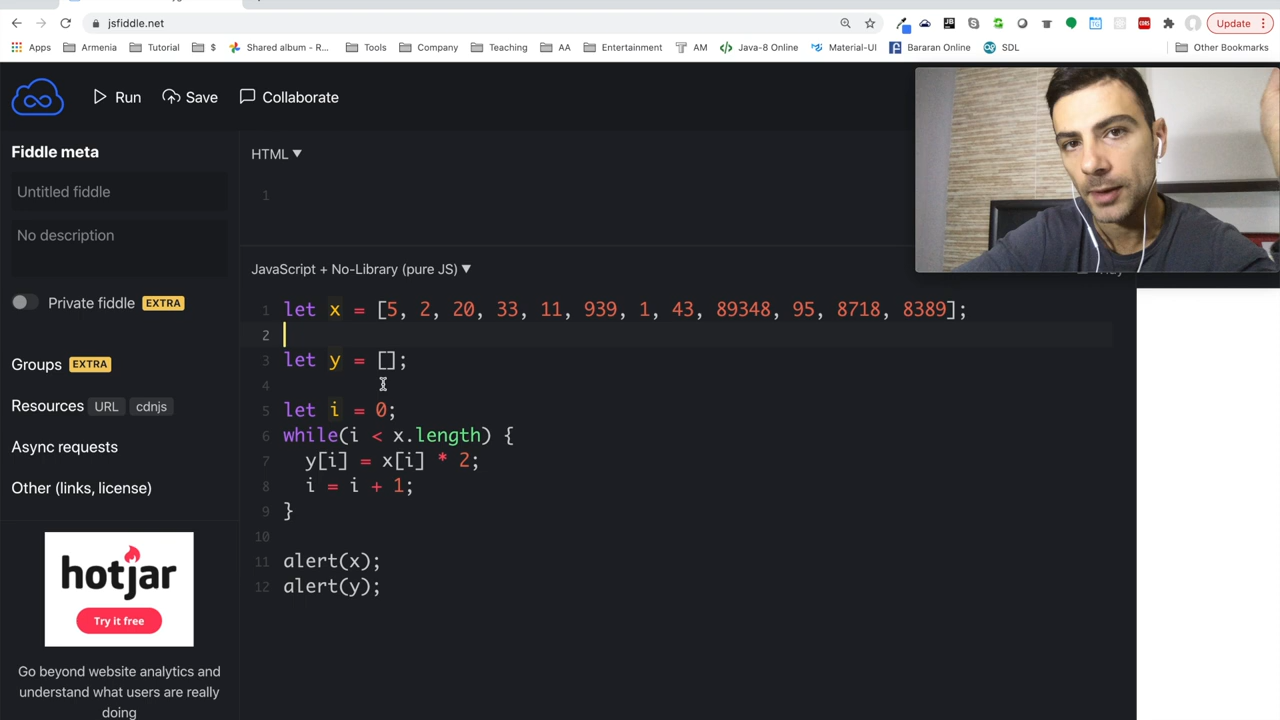 jsfiddle.net
Update
Apps Armenia Tutorial $ Shared album - R... Tools Company Teaching AA Entertainment AM Java-8 Online Material-UI Bararan Online SDL Other Bookmarks
Run Save Collaborate
Fiddle meta
Untitled fiddle
No description
Private fiddle EXTRA
Groups EXTRA
Resources URL cdnjs
Async requests
Other (links, license)
hotjar
Try it free
Go beyond website analytics and
understand what users are really
doing
HTML ▼
1
JavaScript + No-Library (pure JS) ▼
1 let x = [5, 2, 20, 33, 11, 939, 1, 43, 89348, 95, 8718, 8389];
2
3 let y = [];
4
5 let i = 0;
6 while(i < x.length) {
7 y[i] = x[i] * 2;
8 i = i + 1;
9 }
10
11 alert(x);
12 alert(y);